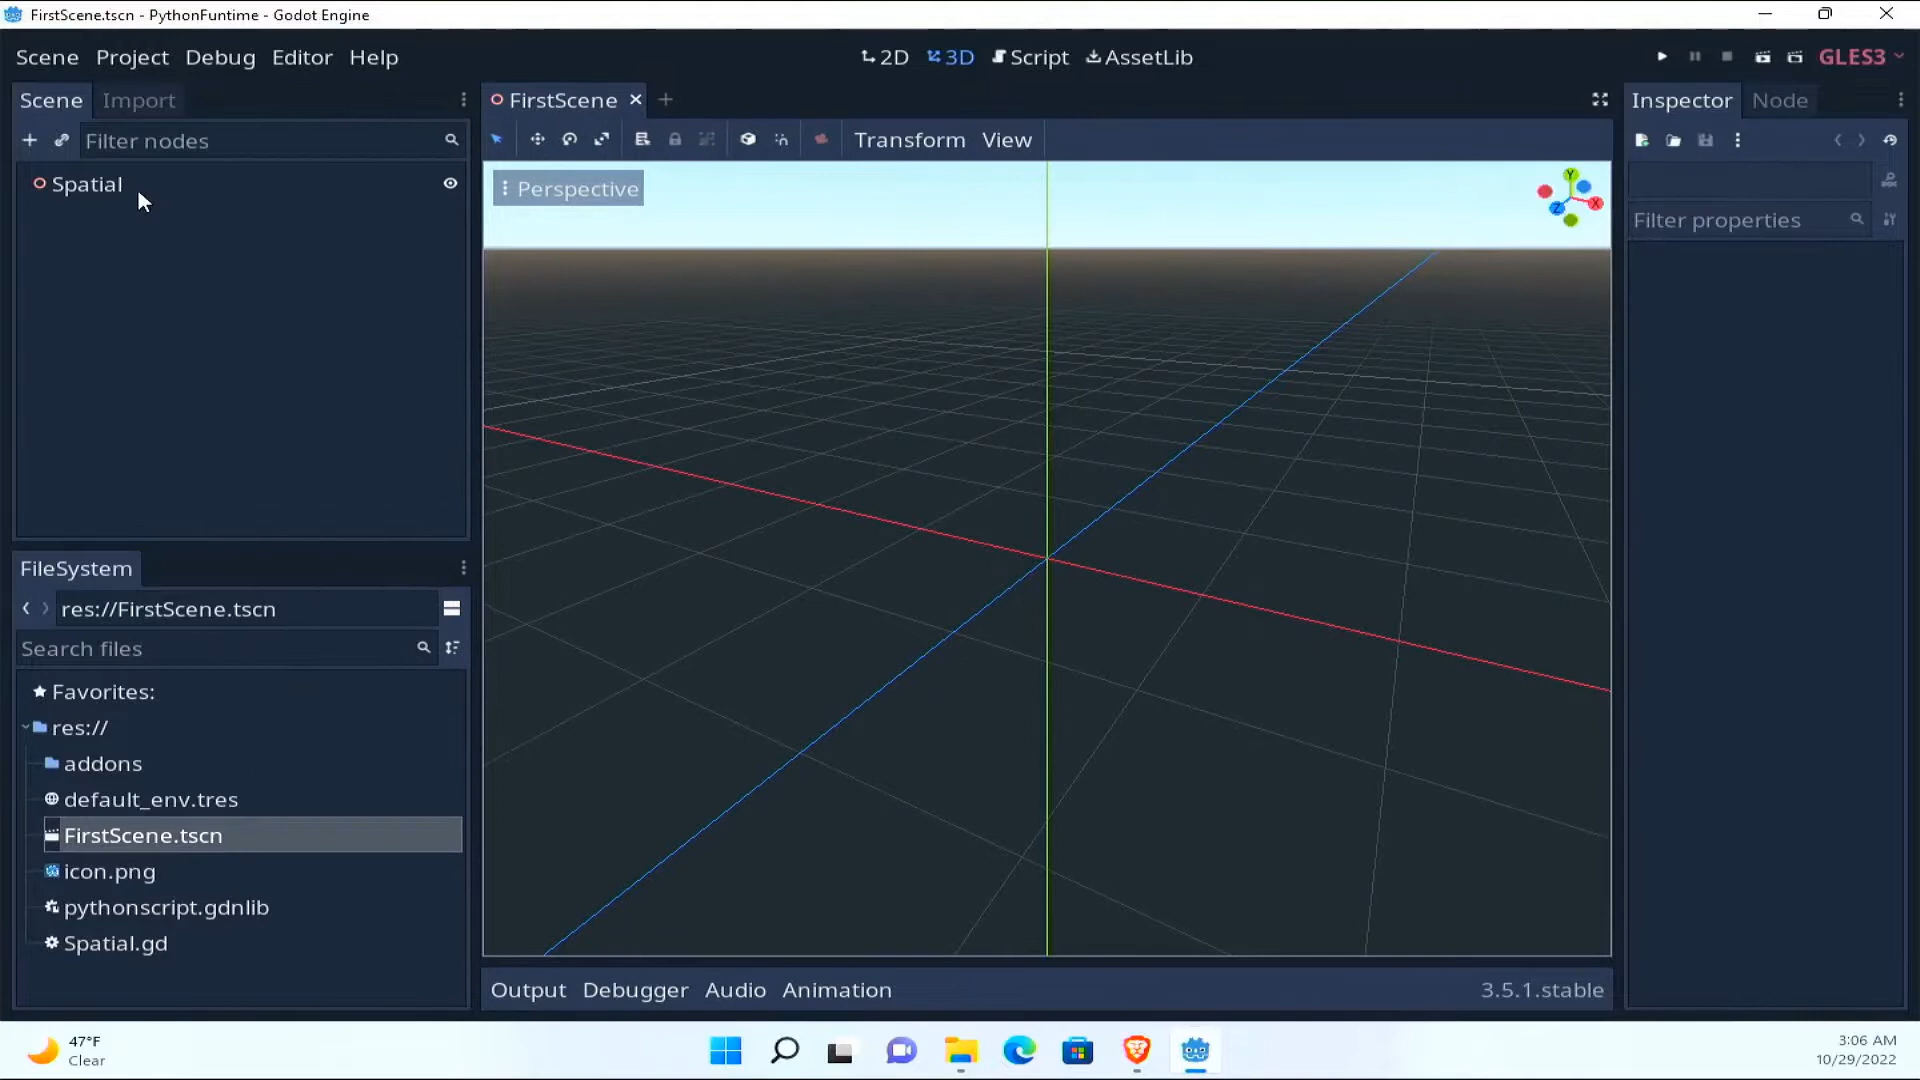 FirstScene.tscn - PythonFuntime - Godot Engine
Scene Project Debug Editor Help
2D 3D Script AssetLib
GLES3
Scene Import
FirstScene
Inspector Node
Filter nodes
Transform View
Spatial
Perspective
Y
X
Z
Filter properties
FileSystem
res://FirstScene.tscn
Search files
Favorites:
res://
addons
default_env.tres
FirstScene.tscn
icon.png
pythonscript.gdnlib
Spatial.gd
Output Debugger Audio Animation
3.5.1.stable
47°F
Clear
3:06 AM
10/29/2022